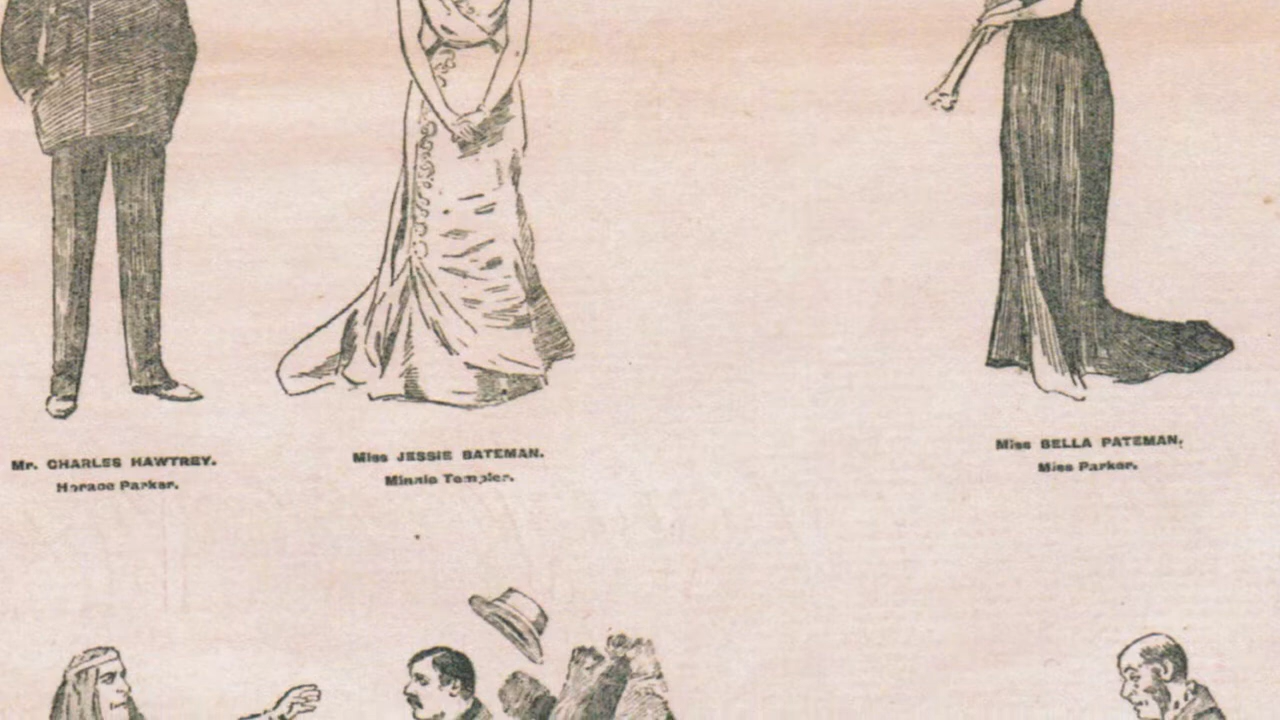 Mr. CHARLES HAWTREY.
Horace Parker.
Miss JESSIE BATEMAN.
Minnie Templer.
Miss BELLA PATEMAN.
Miss Parker.